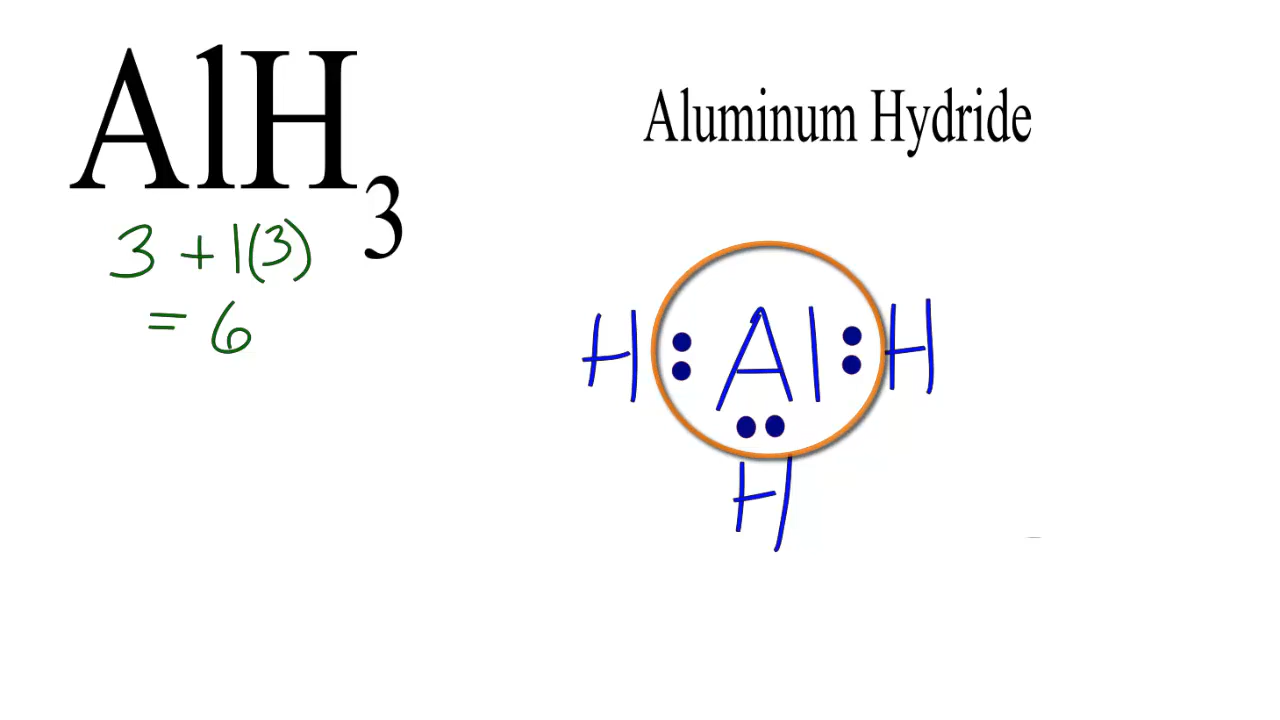 AlH3
Aluminum Hydride
3 + 1(3)
= 6
H : Al : H
..
H